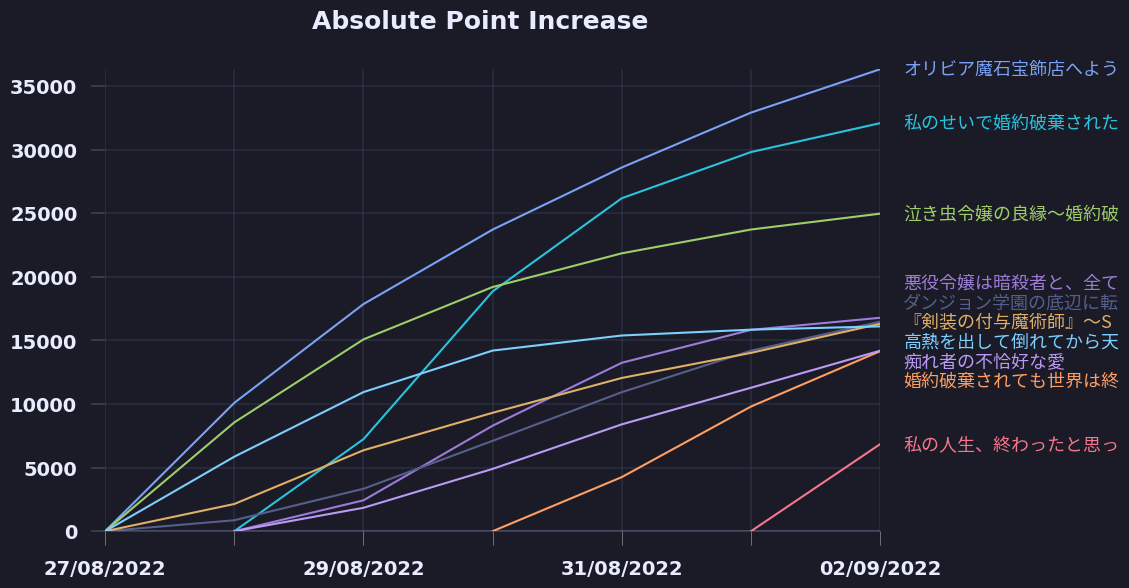 Absolute Point Increase
35000
30000
25000
20000
15000
10000
5000
0
27/08/2022
29/08/2022
31/08/2022
02/09/2022
オリビア魔石宝飾店へよう
私のせいで婚約破棄された
泣き虫令嬢の良縁〜婚約破
悪役令嬢は暗殺者と、全て
ダンジョン学園の底辺に転
『剣装の付与魔術師』〜S
高熱を出して倒れてから天
痴れ者の不恰好な愛
婚約破棄されても世界は終
私の人生、終わったと思っ